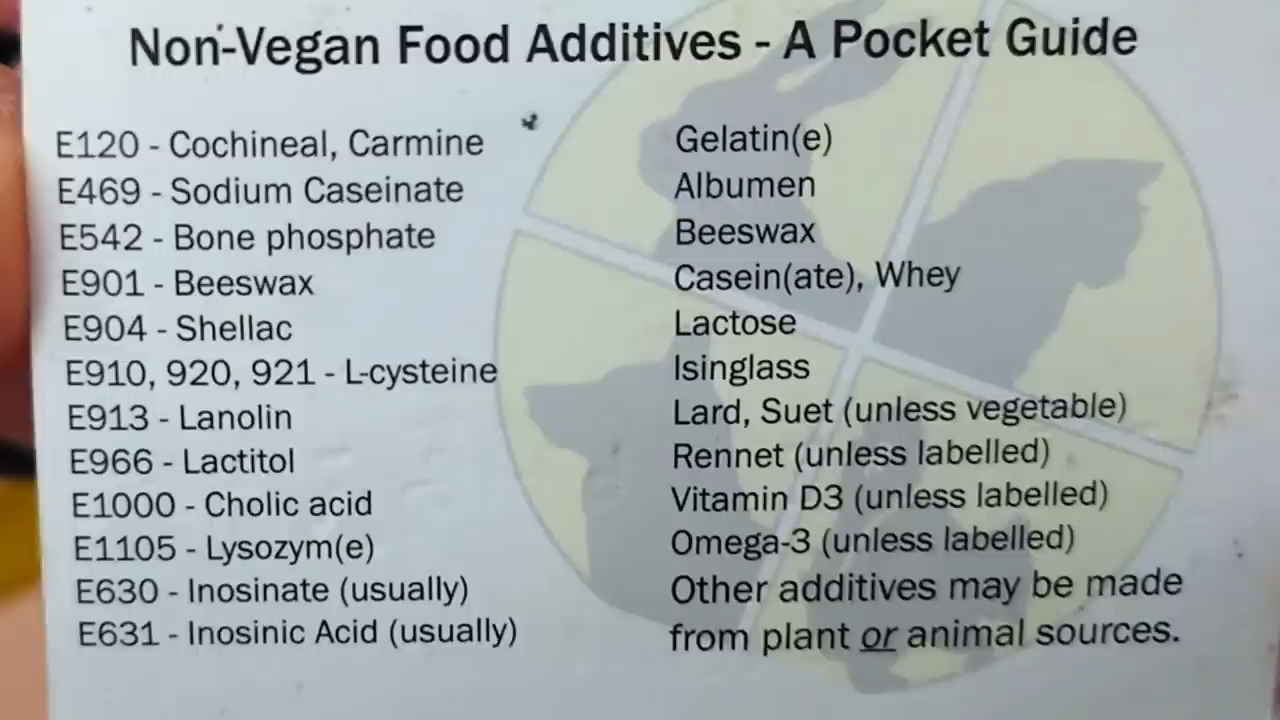 Non-Vegan Food Additives - A Pocket Guide
E120 - Cochineal, Carmine
E469 - Sodium Caseinate
E542 - Bone phosphate
E901 - Beeswax
E904 - Shellac
E910, 920, 921 - L-cysteine
E913 - Lanolin
E966 - Lactitol
E1000 - Cholic acid
E1105 - Lysozym(e)
E630 - Inosinate (usually)
E631 - Inosinic Acid (usually)
Gelatin(e)
Albumen
Beeswax
Casein(ate), Whey
Lactose
Isinglass
Lard, Suet (unless vegetable)
Rennet (unless labelled)
Vitamin D3 (unless labelled)
Omega-3 (unless labelled)
Other additives may be made
from plant or animal sources.